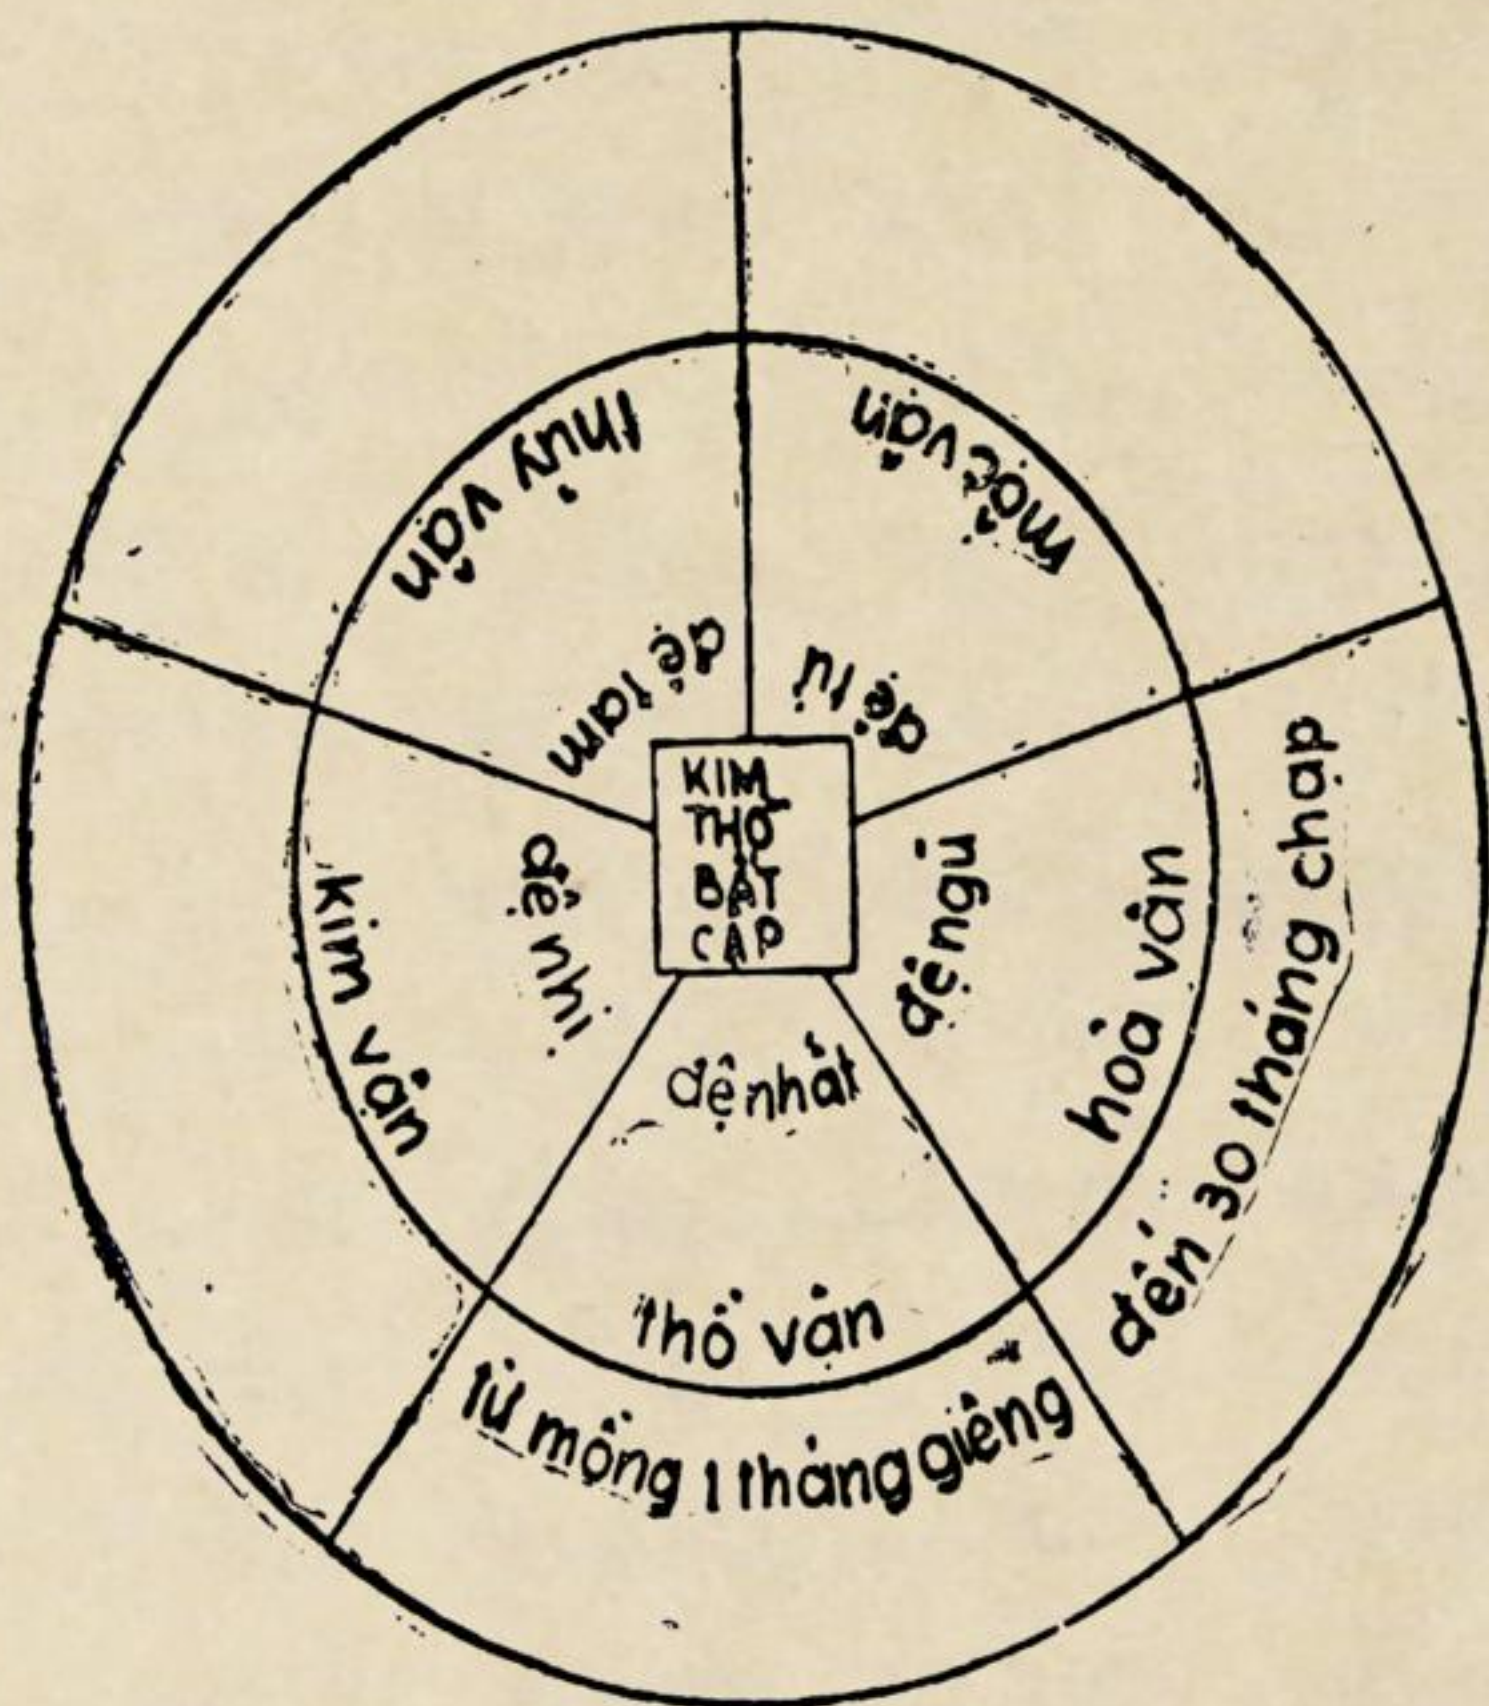 KIM
THỔ
BẤT
CẬP
đệ nhất
thổ vận
từ mồng 1 tháng giêng
đệ nhị
kim vận
đệ tam
thủy vận
đệ tứ
mộc vận
đệ ngũ
hỏa vận
đến 30 tháng chạp